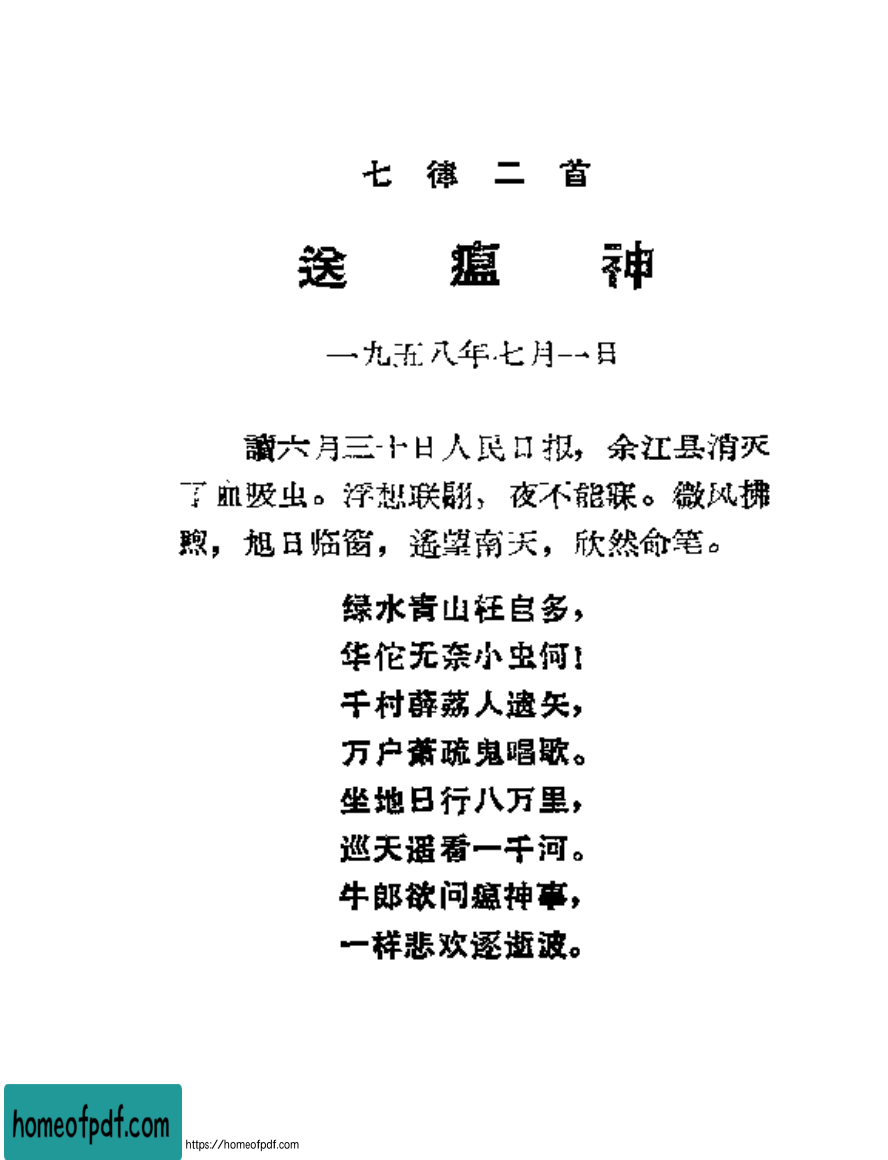 七律二首
送瘟神
一九五八年七月一日
讀六月三十日人民日报，余江县消灭
了血吸虫。浮想联翩，夜不能寐。微风拂
煦，旭日临窗，遙望南天，欣然命笔。
绿水青山枉自多，
华佗无奈小虫何！
千村薜荔人遗矢，
万户萧疏鬼唱歌。
坐地日行八万里，
巡天遥看一千河。
牛郎欲问瘟神事，
一样悲欢逐逝波。
homeofpdf.com
https://homeofpdf.com